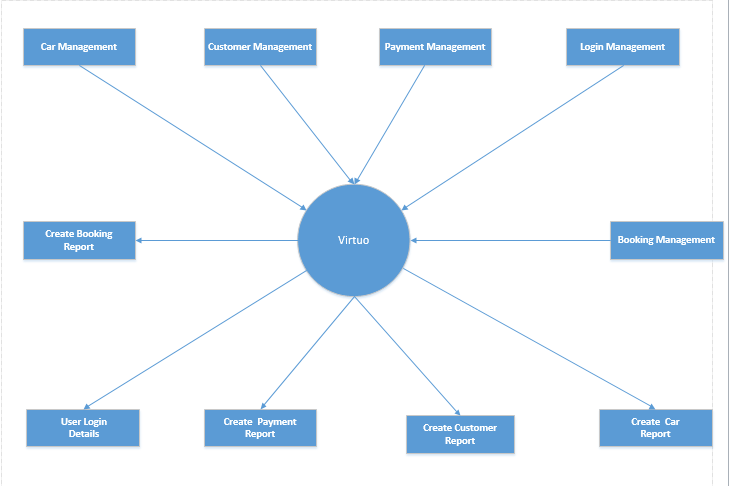 Car Management
Customer Management
Payment Management
Login Management
Create Booking
Report
Virtuo
Booking Management
User Login
Details
Create Payment
Report
Create Customer
Report
Create Car
Report